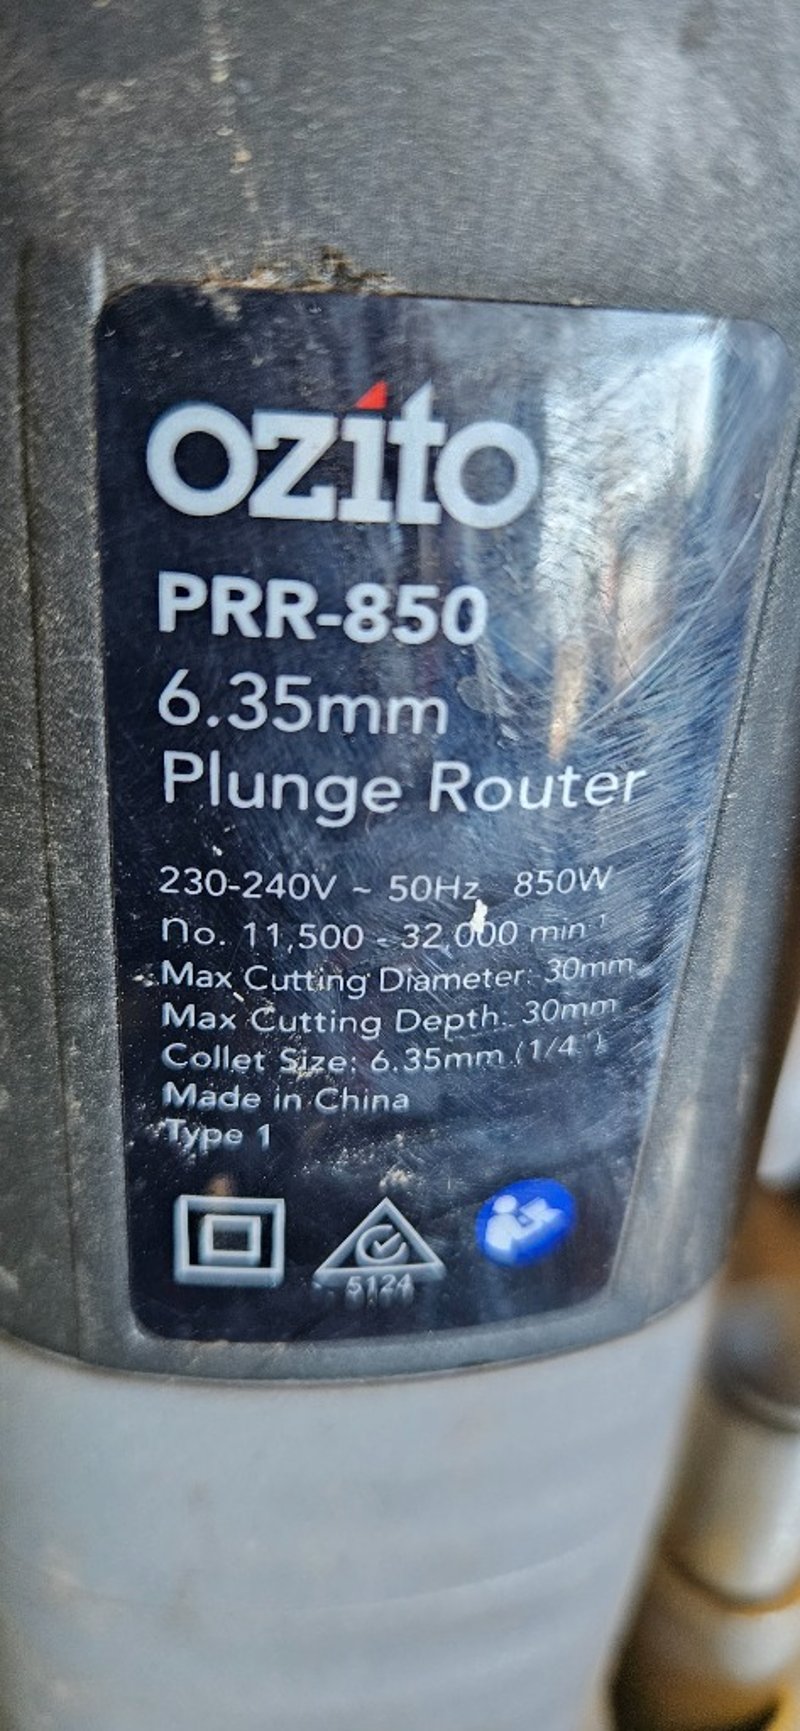 ozito
PRR-850
6.35mm
Plunge Router
230-240V ~ 50Hz 850W
no. 11,500 - 32,000 min⁻¹
Max Cutting Diameter: 30mm
Max Cutting Depth: 30mm
Collet Size: 6.35mm (1/4")
Made in China
Type 1
5124